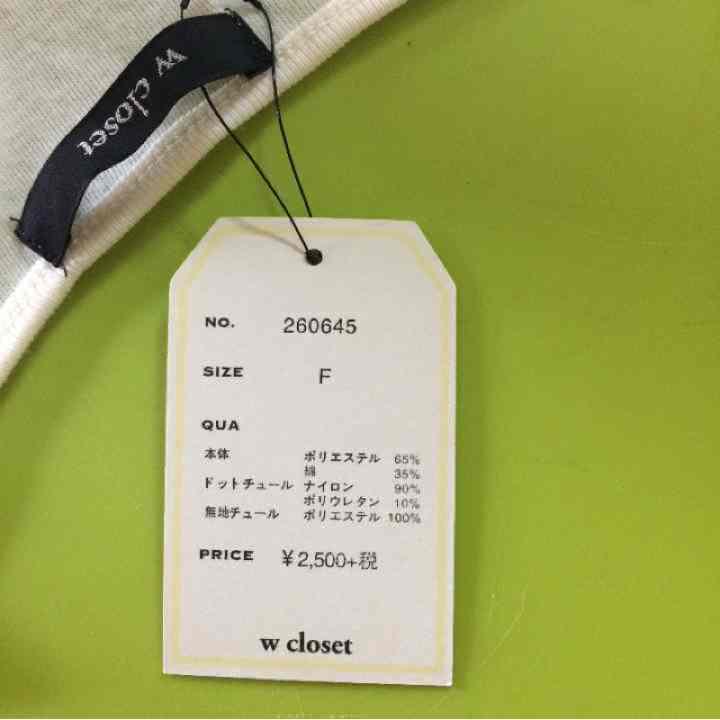 w closet
NO. 260645
SIZE F
QUA
本体 ポリエステル 65%
綿 35%
ドットチュール ナイロン 90%
ポリウレタン 10%
無地チュール ポリエステル 100%
PRICE ¥2,500+税
w closet